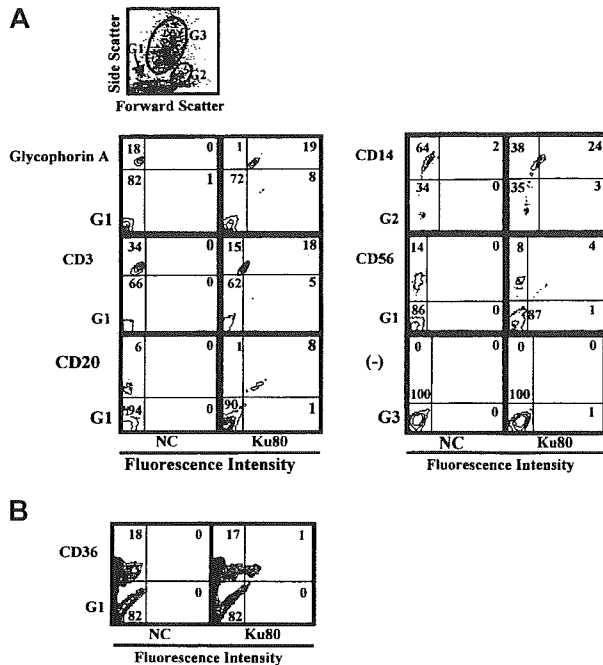 A
Side Scatter
G1
G3
G2
Forward Scatter
Glycophorin A
18 0 1 19
82 1 72 8
G1
CD3
34 0 15 18
66 0 62 5
G1
CD20
6 0 1 8
94 0 90 1
G1
NC Ku80
Fluorescence Intensity
CD14
64 2 38 24
34 0 35 3
G2
CD56
14 0 8 4
86 0 87 1
G1
(-)
0 0 0 0
100 0 100 1
G3
NC Ku80
Fluorescence Intensity
B
CD36
18 0 17 1
82 0 82 0
G1
NC Ku80
Fluorescence Intensity